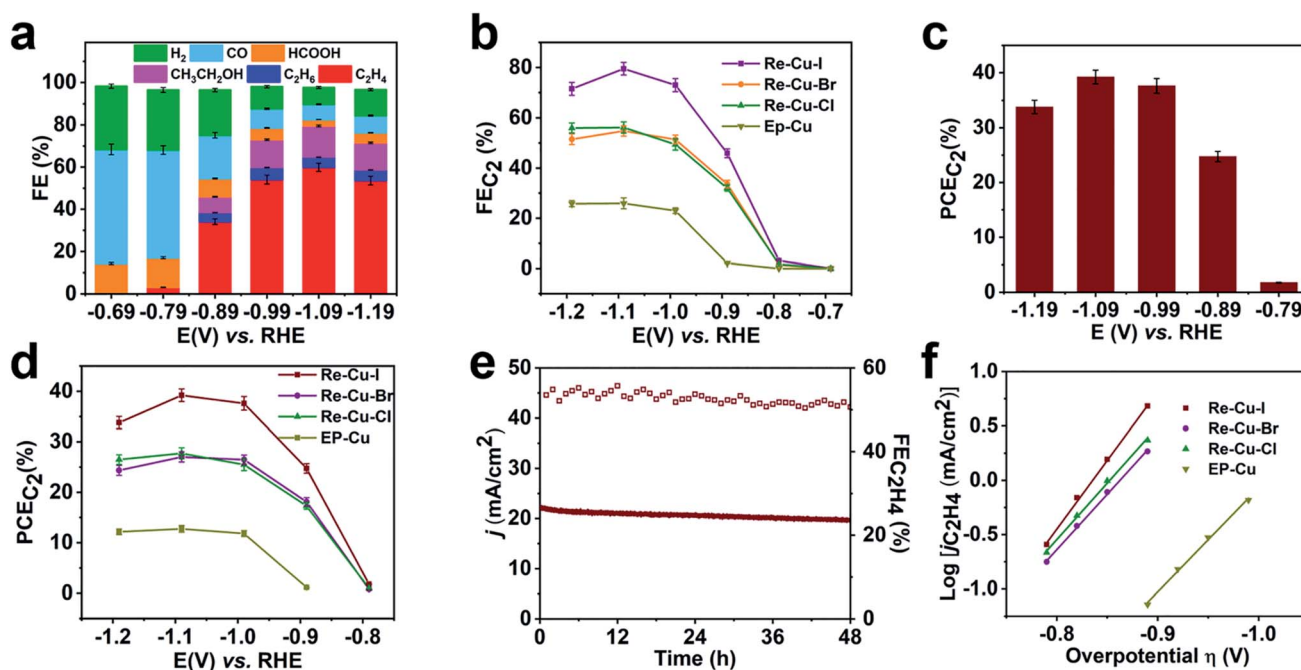 a
H2 CO HCOOH
CH3CH2OH C2H6 C2H4
FE (%)
100
80
60
40
20
0
-0.69 -0.79 -0.89 -0.99 -1.09 -1.19
E(V) vs. RHE
b
FEC2 (%)
80
60
40
20
0
Re-Cu-I
Re-Cu-Br
Re-Cu-Cl
Ep-Cu
-1.2 -1.1 -1.0 -0.9 -0.8 -0.7
E(V) vs. RHE
c
PCEC2(%)
40
30
20
10
0
-1.19 -1.09 -0.99 -0.89 -0.79
E (V) vs. RHE
d
PCEC2(%)
40
30
20
10
0
Re-Cu-I
Re-Cu-Br
Re-Cu-Cl
EP-Cu
-1.2 -1.1 -1.0 -0.9 -0.8
E(V) vs. RHE
e
j (mA/cm2)
50
40
30
20
10
0
60
40
20
0
FEC2H4 (%)
0 12 24 36 48
Time (h)
f
Log [jC2H4 (mA/cm2)]
1.0
0.5
0.0
-0.5
-1.0
Re-Cu-I
Re-Cu-Br
Re-Cu-Cl
EP-Cu
-0.8 -0.9 -1.0
Overpotential η (V)